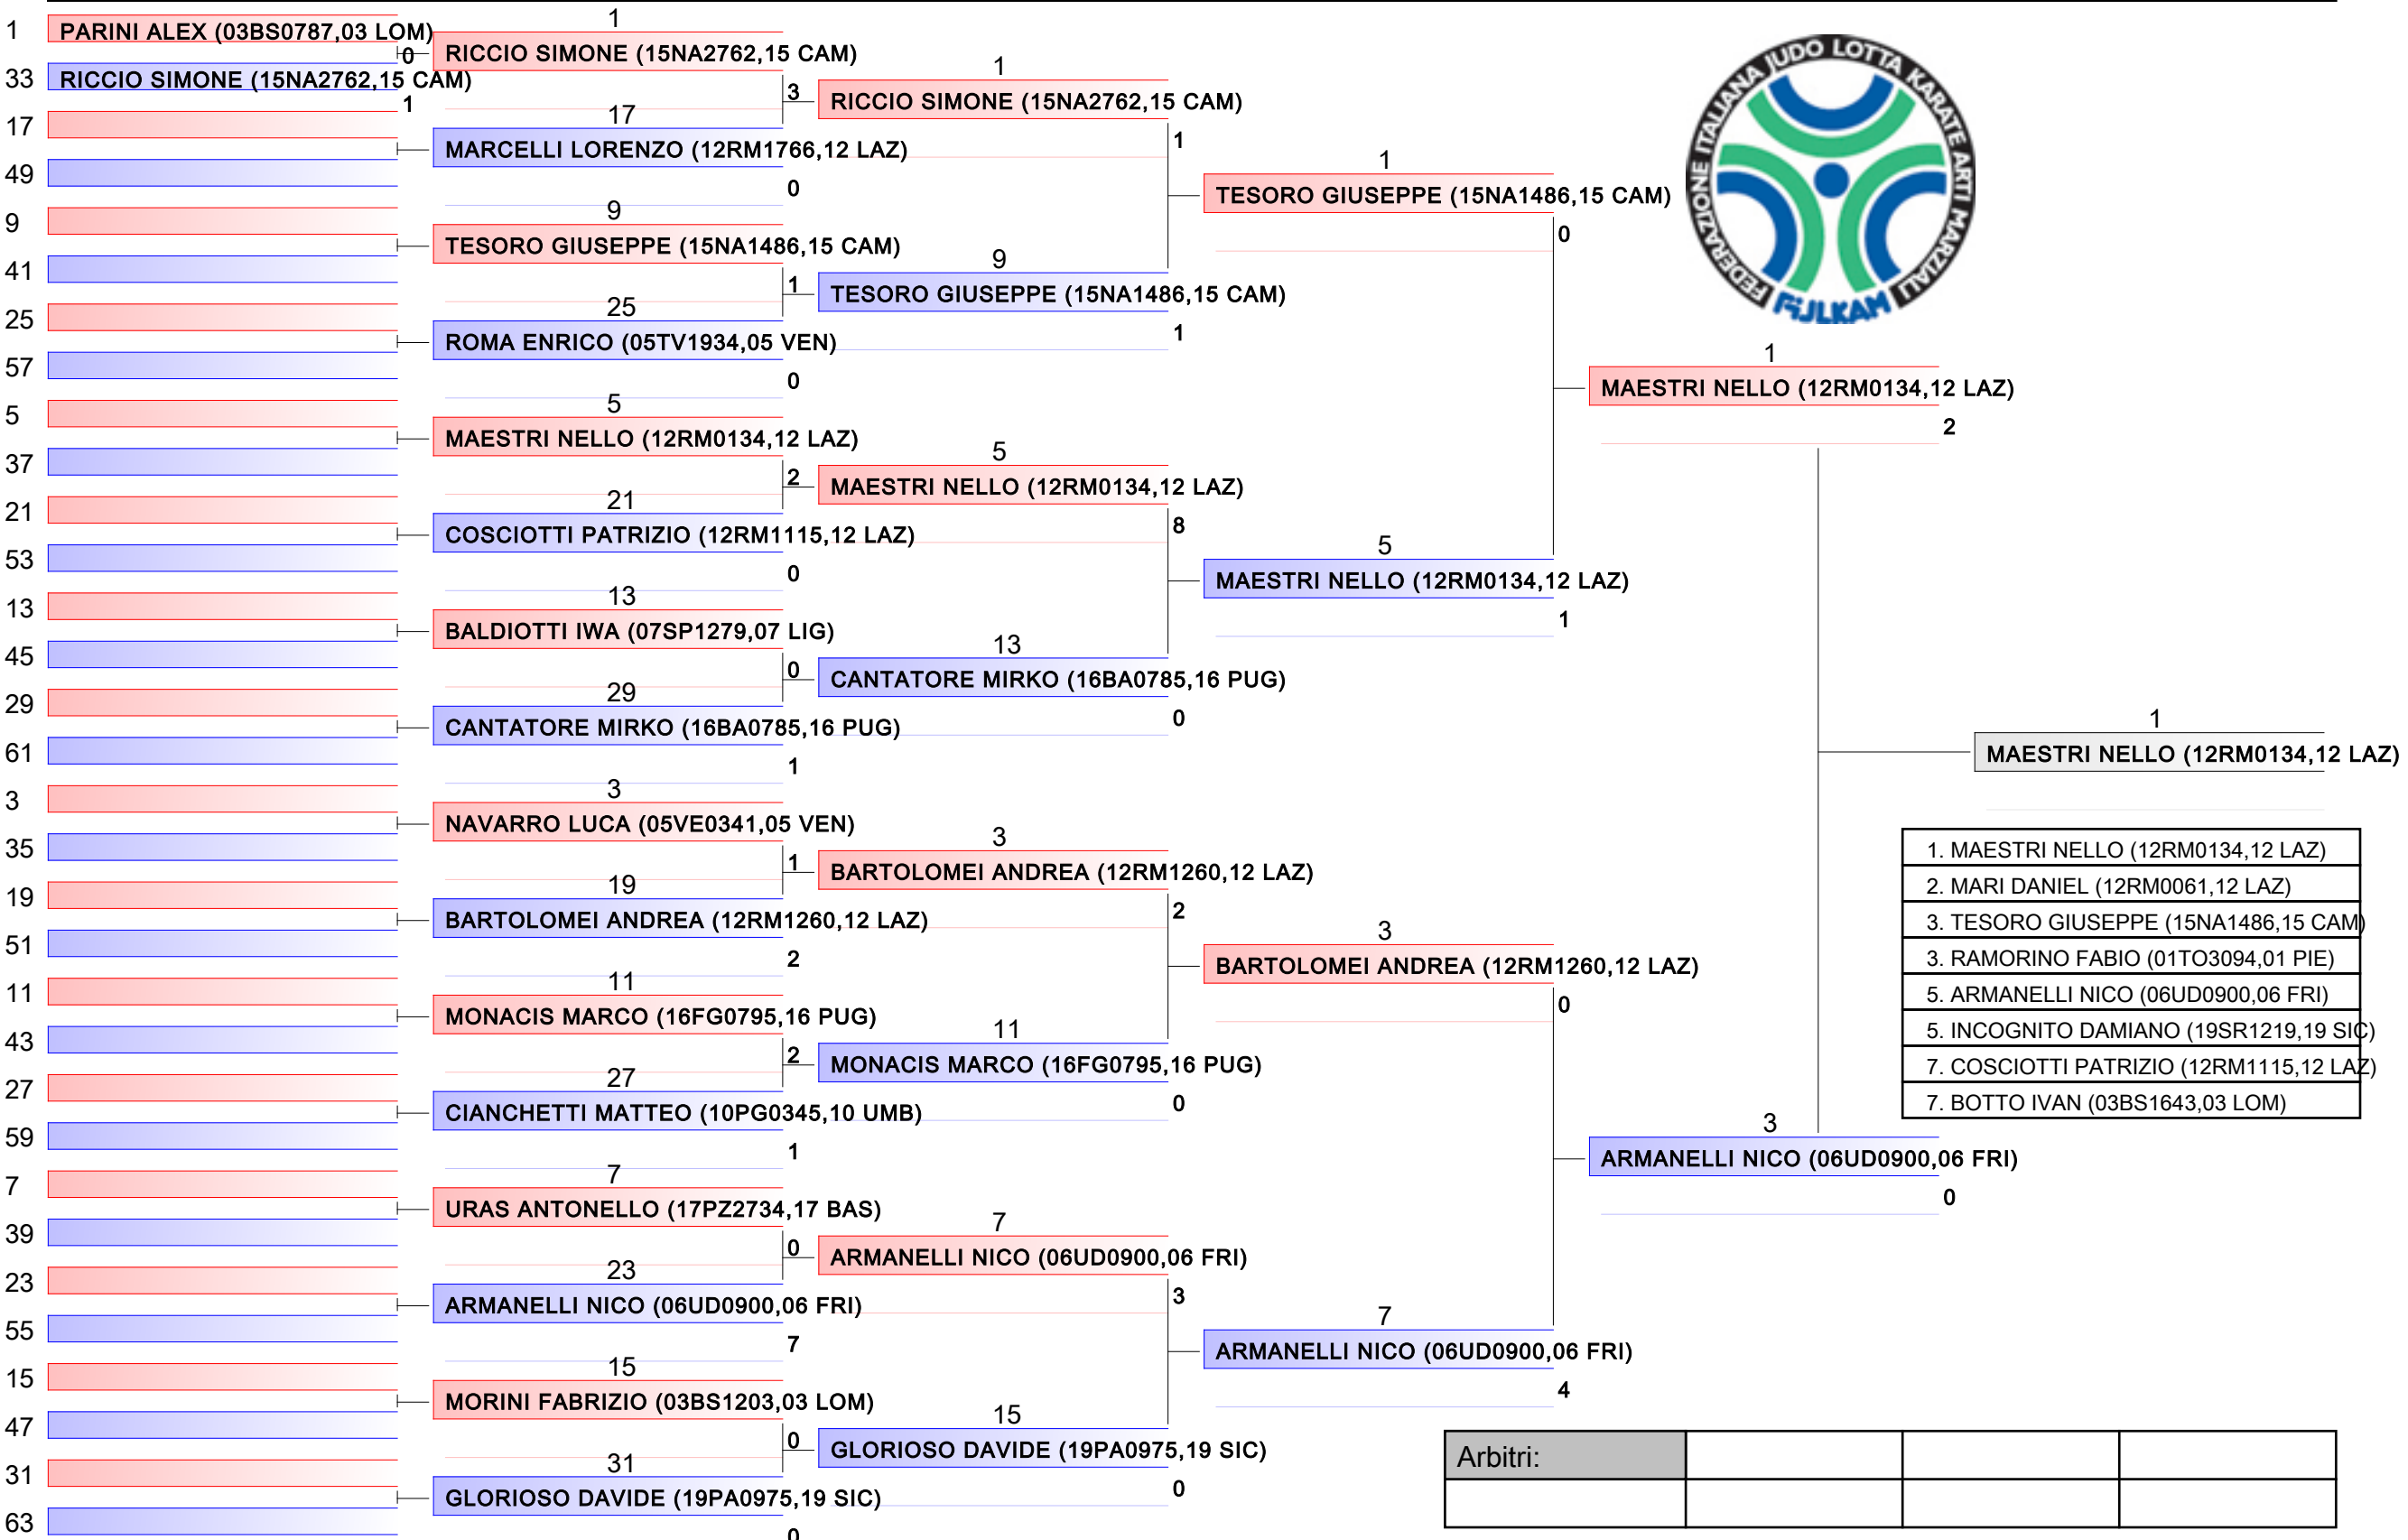 1
PARINI ALEX (03BS0787,03 LOM)
0
33
RICCIO SIMONE (15NA2762,15 CAM)
1
17
49
9
41
25
57
5
37
21
53
13
45
29
61
3
35
19
51
11
43
27
59
7
39
23
55
15
47
31
63
1
RICCIO SIMONE (15NA2762,15 CAM)
3
17
MARCELLI LORENZO (12RM1766,12 LAZ)
0
9
TESORO GIUSEPPE (15NA1486,15 CAM)
1
25
ROMA ENRICO (05TV1934,05 VEN)
0
5
MAESTRI NELLO (12RM0134,12 LAZ)
2
21
COSCIOTTI PATRIZIO (12RM1115,12 LAZ)
0
13
BALDIOTTI IWA (07SP1279,07 LIG)
0
29
CANTATORE MIRKO (16BA0785,16 PUG)
1
3
NAVARRO LUCA (05VE0341,05 VEN)
1
19
BARTOLOMEI ANDREA (12RM1260,12 LAZ)
2
11
MONACIS MARCO (16FG0795,16 PUG)
2
27
CIANCHETTI MATTEO (10PG0345,10 UMB)
1
7
URAS ANTONELLO (17PZ2734,17 BAS)
0
23
ARMANELLI NICO (06UD0900,06 FRI)
7
15
MORINI FABRIZIO (03BS1203,03 LOM)
0
31
GLORIOSO DAVIDE (19PA0975,19 SIC)
0
1
RICCIO SIMONE (15NA2762,15 CAM)
1
9
TESORO GIUSEPPE (15NA1486,15 CAM)
1
5
MAESTRI NELLO (12RM0134,12 LAZ)
8
13
CANTATORE MIRKO (16BA0785,16 PUG)
0
3
BARTOLOMEI ANDREA (12RM1260,12 LAZ)
2
11
MONACIS MARCO (16FG0795,16 PUG)
0
7
ARMANELLI NICO (06UD0900,06 FRI)
3
15
GLORIOSO DAVIDE (19PA0975,19 SIC)
0
1
TESORO GIUSEPPE (15NA1486,15 CAM)
0
5
MAESTRI NELLO (12RM0134,12 LAZ)
1
3
BARTOLOMEI ANDREA (12RM1260,12 LAZ)
0
7
ARMANELLI NICO (06UD0900,06 FRI)
4
1
MAESTRI NELLO (12RM0134,12 LAZ)
2
3
ARMANELLI NICO (06UD0900,06 FRI)
0
FEDERAZIONE ITALIANA JUDO LOTTA KARATE ARTI MARZIALI
FIJLKAM
1
MAESTRI NELLO (12RM0134,12 LAZ)
1. MAESTRI NELLO (12RM0134,12 LAZ)
2. MARI DANIEL (12RM0061,12 LAZ)
3. TESORO GIUSEPPE (15NA1486,15 CAM)
3. RAMORINO FABIO (01TO3094,01 PIE)
5. ARMANELLI NICO (06UD0900,06 FRI)
5. INCOGNITO DAMIANO (19SR1219,19 SIC)
7. COSCIOTTI PATRIZIO (12RM1115,12 LAZ)
7. BOTTO IVAN (03BS1643,03 LOM)
Arbitri: